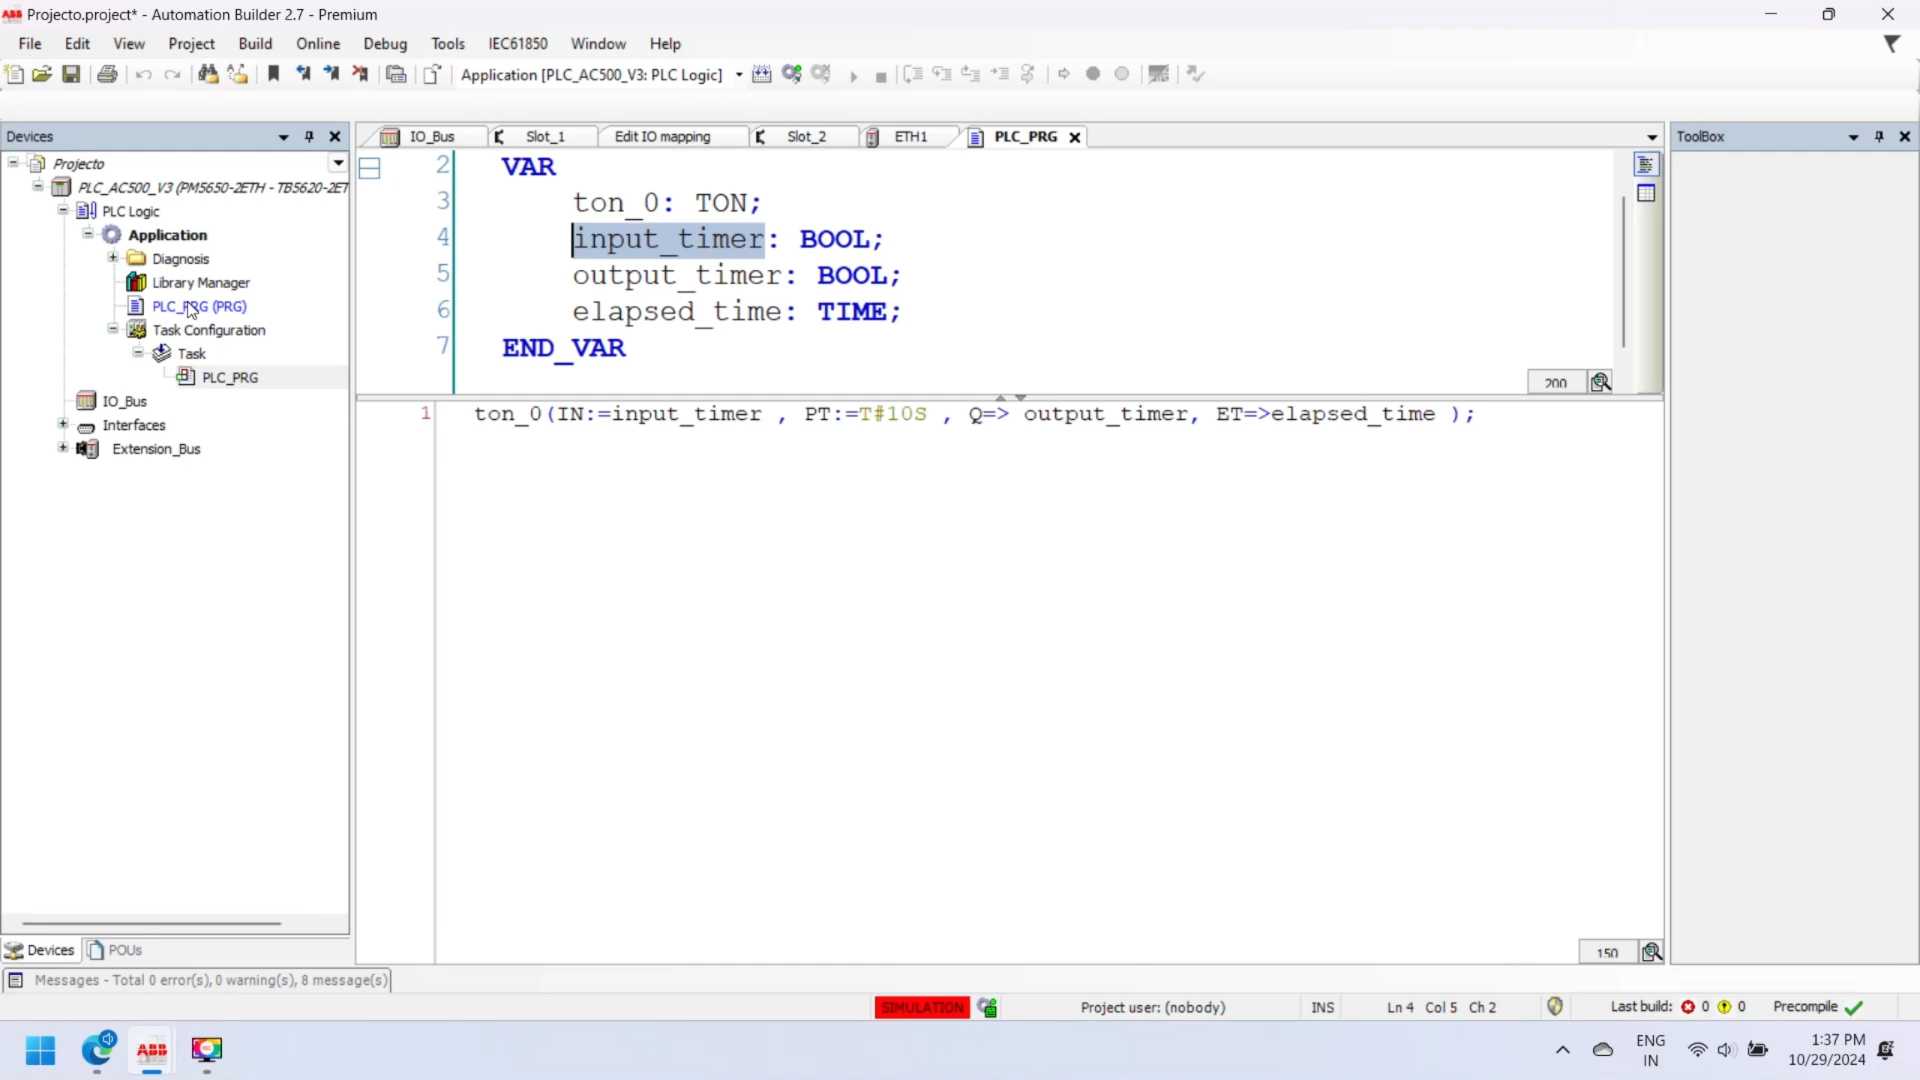 ABB Projecto.project* - Automation Builder 2.7 - Premium
File Edit View Project Build Online Debug Tools IEC61850 Window Help
Application [PLC_AC500_V3: PLC Logic]
Devices
IO_Bus Slot_1 Edit IO mapping Slot_2 ETH1 PLC_PRG
ToolBox
Projecto
PLC_AC500_V3 (PM5650-2ETH - TB5620-2ET
PLC Logic
Application
Diagnosis
Library Manager
PLC_PRG (PRG)
Task Configuration
Task
PLC_PRG
IO_Bus
Interfaces
Extension_Bus
2 VAR
3 ton_0: TON;
4 input_timer: BOOL;
5 output_timer: BOOL;
6 elapsed_time: TIME;
7 END_VAR
200
1 ton_0(IN:=input_timer , PT:=T#10S , Q=> output_timer, ET=>elapsed_time );
150
Devices POUs
Messages - Total 0 error(s), 0 warning(s), 8 message(s)
SIMULATION Project user: (nobody) INS Ln 4 Col 5 Ch 2 Last build: 0 0 Precompile
ABB
ENG
IN
1:37 PM
10/29/2024